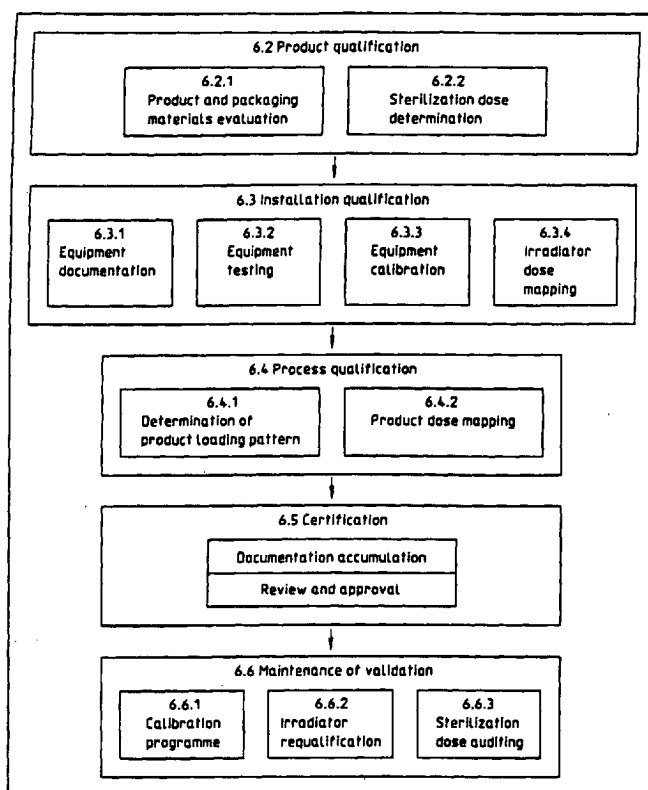 6.2 Product qualification
6.2.1
Product and packaging
materials evaluation
6.2.2
Sterilization dose
determination
6.3 Installation qualification
6.3.1
Equipment
documentation
6.3.2
Equipment
testing
6.3.3
Equipment
calibration
6.3.4
Irradiator
dose
mapping
6.4 Process qualification
6.4.1
Determination of
product loading pattern
6.4.2
Product dose mapping
6.5 Certification
Documentation accumulation
Review and approval
6.6 Maintenance of validation
6.6.1
Calibration
programme
6.6.2
Irradiator
requalification
6.6.3
Sterilization
dose auditing